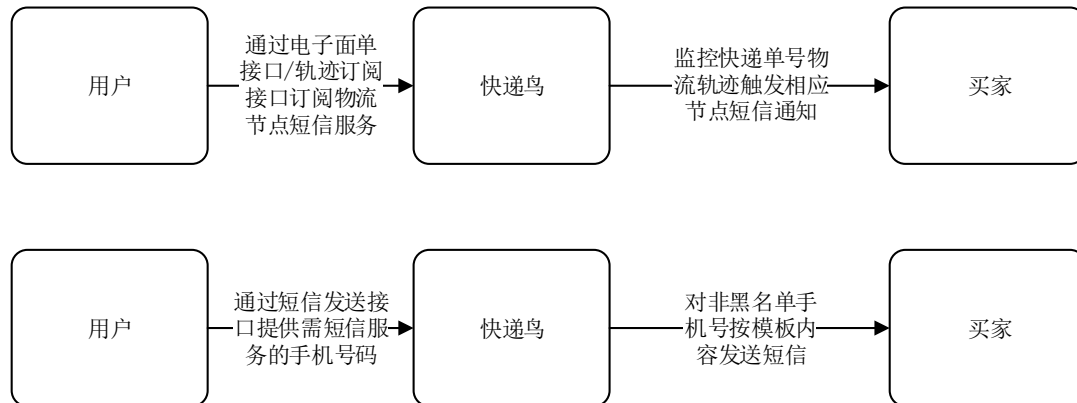 用户
通过电子面单
接口/轨迹订阅
接口订阅物流
节点短信服务
快递鸟
监控快递单号物
流轨迹触发相应
节点短信通知
买家
用户
通过短信发送接
口提供需短信服
务的手机号码
快递鸟
对非黑名单手
机号按模板内
容发送短信
买家